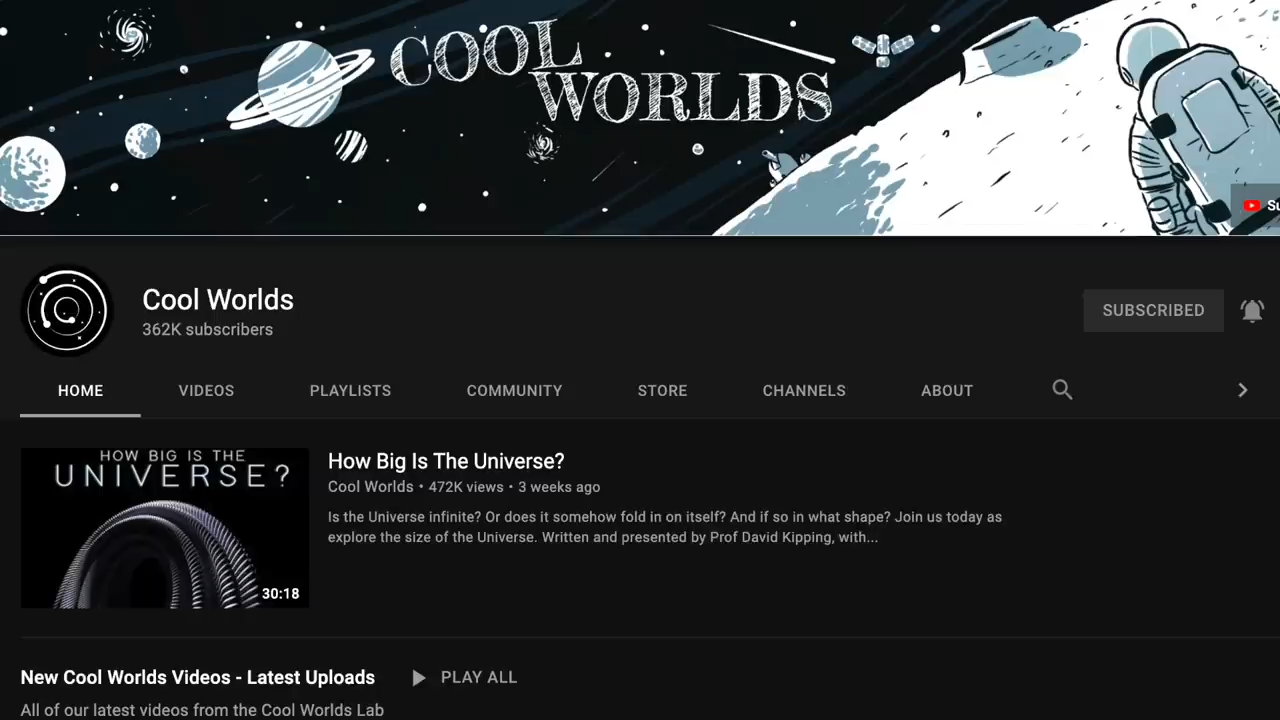 COOL
WORLDS
Su
Cool Worlds
362K subscribers
SUBSCRIBED
HOME VIDEOS PLAYLISTS COMMUNITY STORE CHANNELS ABOUT
HOW BIG IS THE
UNIVERSE?
30:18
How Big Is The Universe?
Cool Worlds • 472K views • 3 weeks ago
Is the Universe infinite? Or does it somehow fold in on itself? And if so in what shape? Join us today as
explore the size of the Universe. Written and presented by Prof David Kipping, with...
New Cool Worlds Videos - Latest Uploads PLAY ALL
All of our latest videos from the Cool Worlds Lab